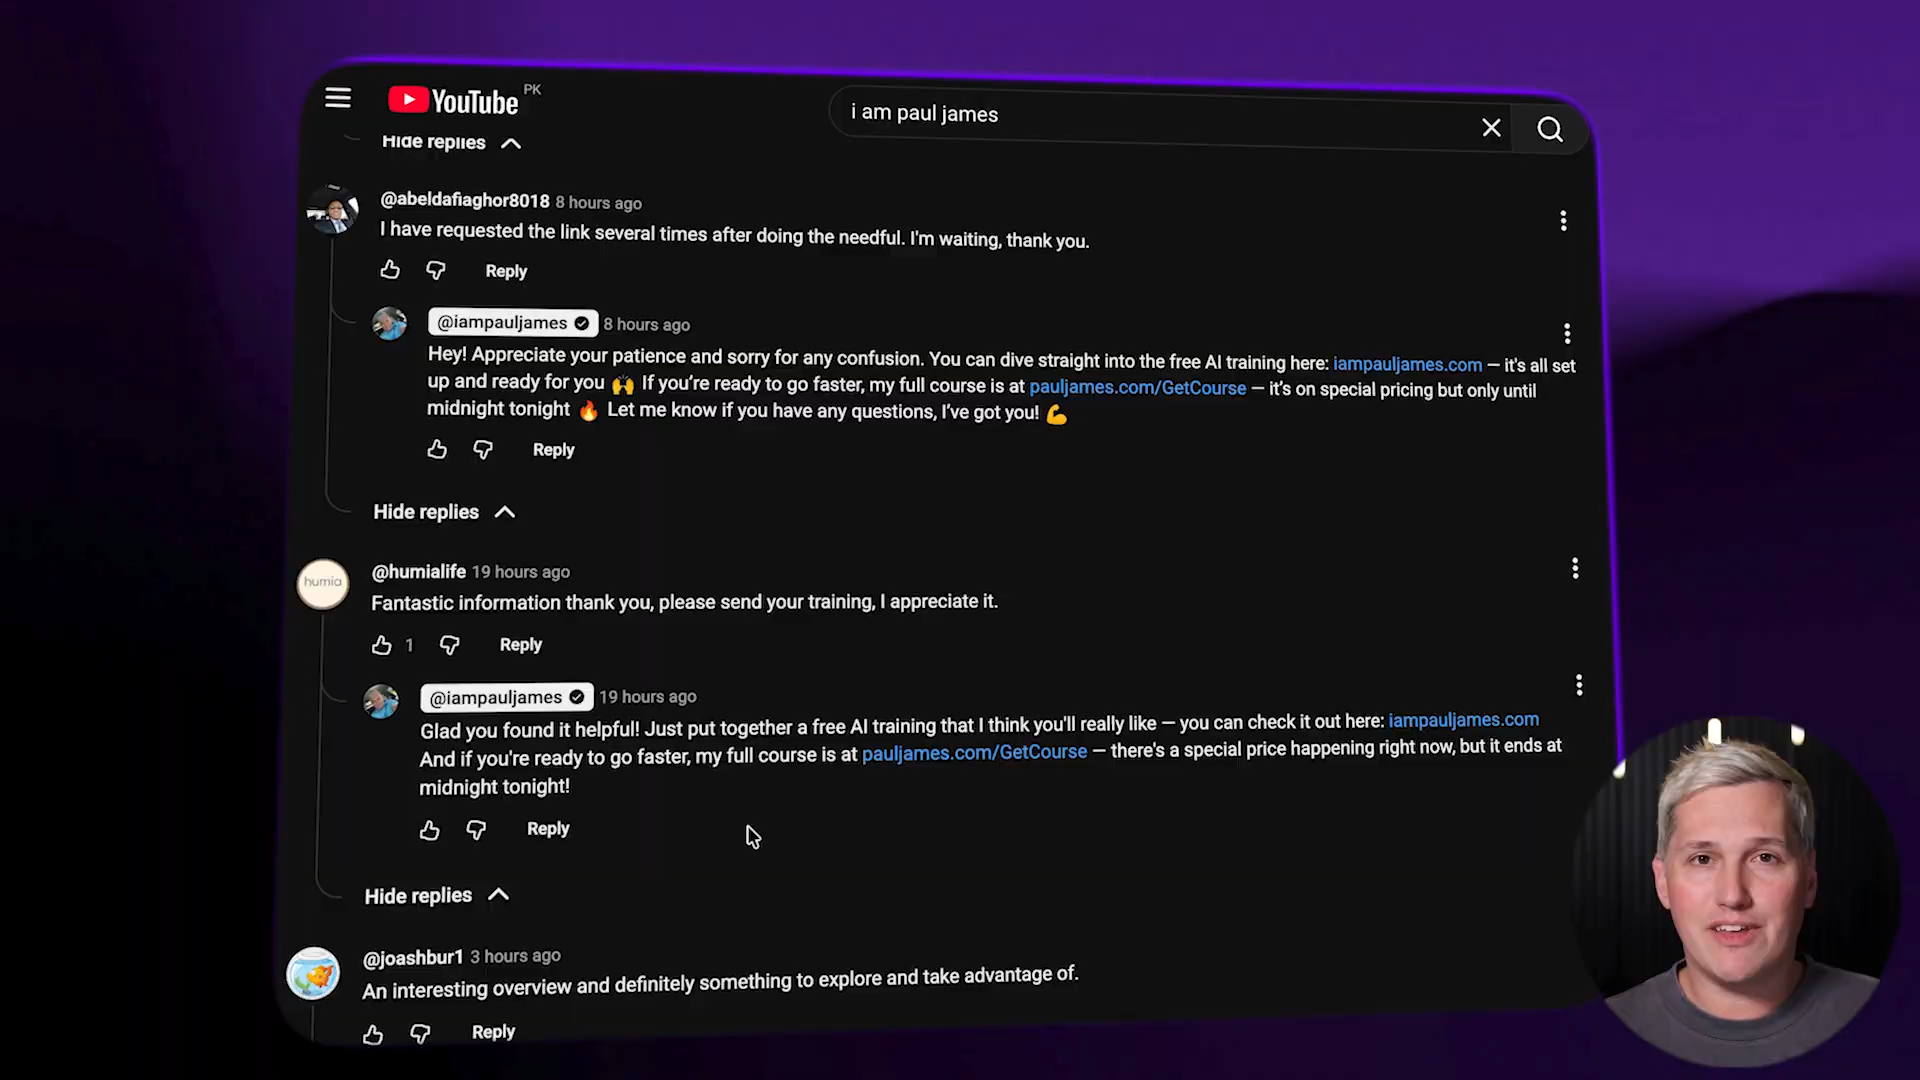 YouTube PK
i am paul james
Hide replies
@abeldafiaghor8018 8 hours ago
I have requested the link several times after doing the needful. I'm waiting, thank you.
Reply
@iampauljames 8 hours ago
Hey! Appreciate your patience and sorry for any confusion. You can dive straight into the free AI training here: iampauljames.com — it's all set
up and ready for you 🙌 If you’re ready to go faster, my full course is at pauljames.com/GetCourse — it’s on special pricing but only until
midnight tonight 🔥 Let me know if you have any questions, I’ve got you! 💪
Reply
Hide replies
humia
@humialife 19 hours ago
Fantastic information thank you, please send your training, I appreciate it.
1 Reply
@iampauljames 19 hours ago
Glad you found it helpful! Just put together a free AI training that I think you'll really like — you can check it out here: iampauljames.com
And if you're ready to go faster, my full course is at pauljames.com/GetCourse — there's a special price happening right now, but it ends at
midnight tonight!
Reply
Hide replies
@joashbur1 3 hours ago
An interesting overview and definitely something to explore and take advantage of.
Reply